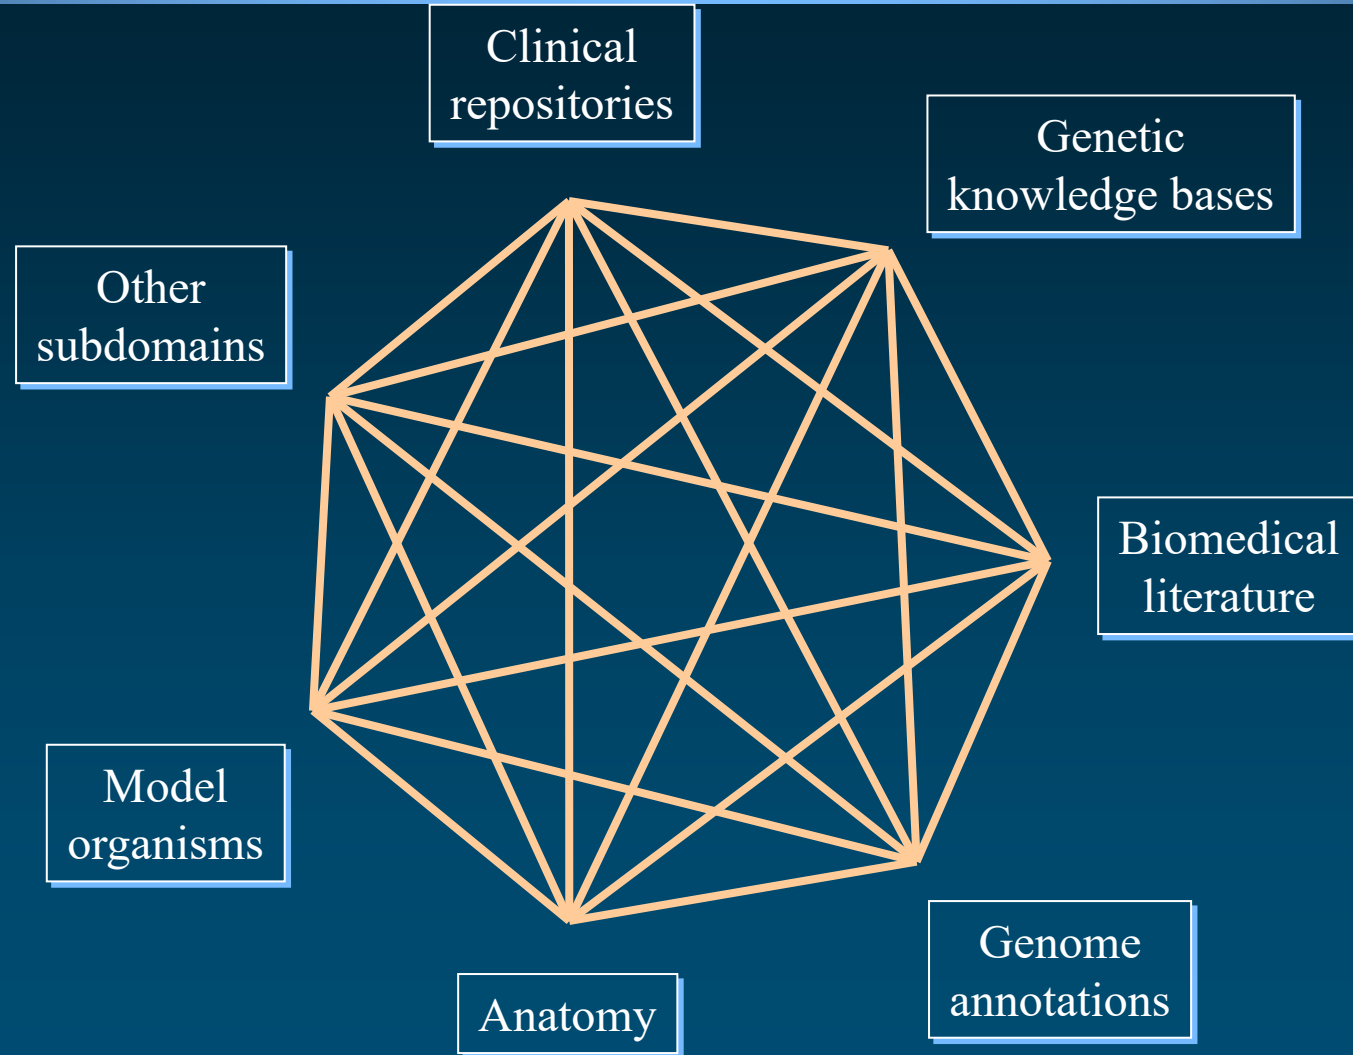 Clinical
repositories
Genetic
knowledge bases
Other
subdomains
Biomedical
literature
Model
organisms
Genome
annotations
Anatomy